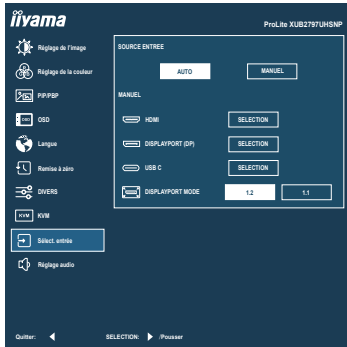 iiyama
ProLite XUB2797UHSNP
Réglage de l'image
SOURCE ENTREE
AUTO MANUEL
Réglage de la couleur
PiP/PBP
MANUEL
OSD OSD
HDMI SELECTION
Langue
DISPLAYPORT (DP) SELECTION
Remise à zéro
USB C SELECTION
DIVERS
DISPLAYPORT MODE 1.2 1.1
KVM KVM
Sélect. entrée
Réglage audio
Quitter: SELECTION: /Pousser